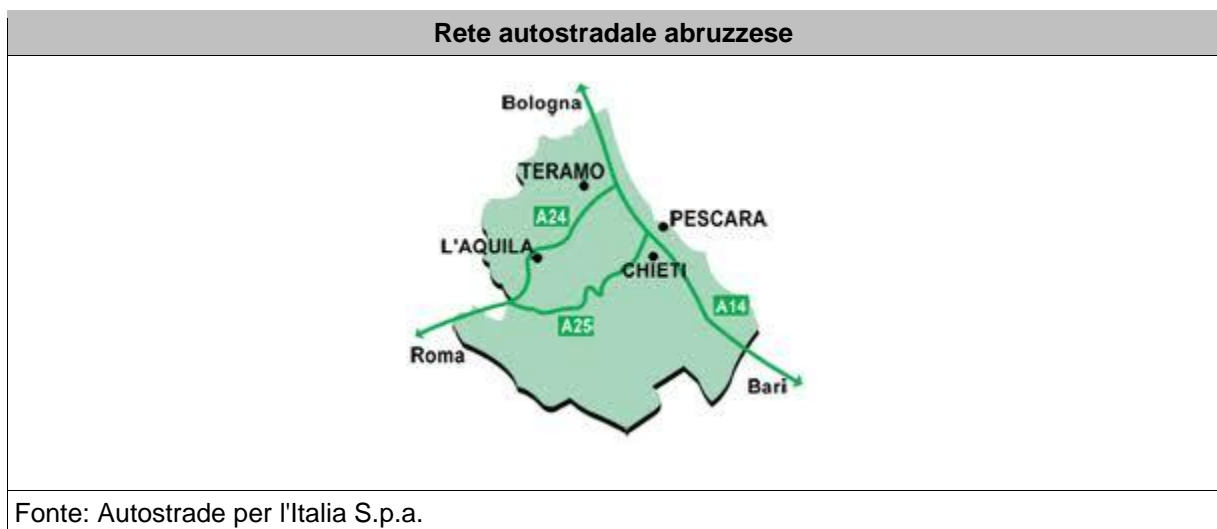 Rete autostradale abruzzese
Bologna
TERAMO
A24
PESCARA
L'AQUILA
CHIETI
A14
A25
Roma
Bari
Fonte: Autostrade per l'Italia S.p.a.